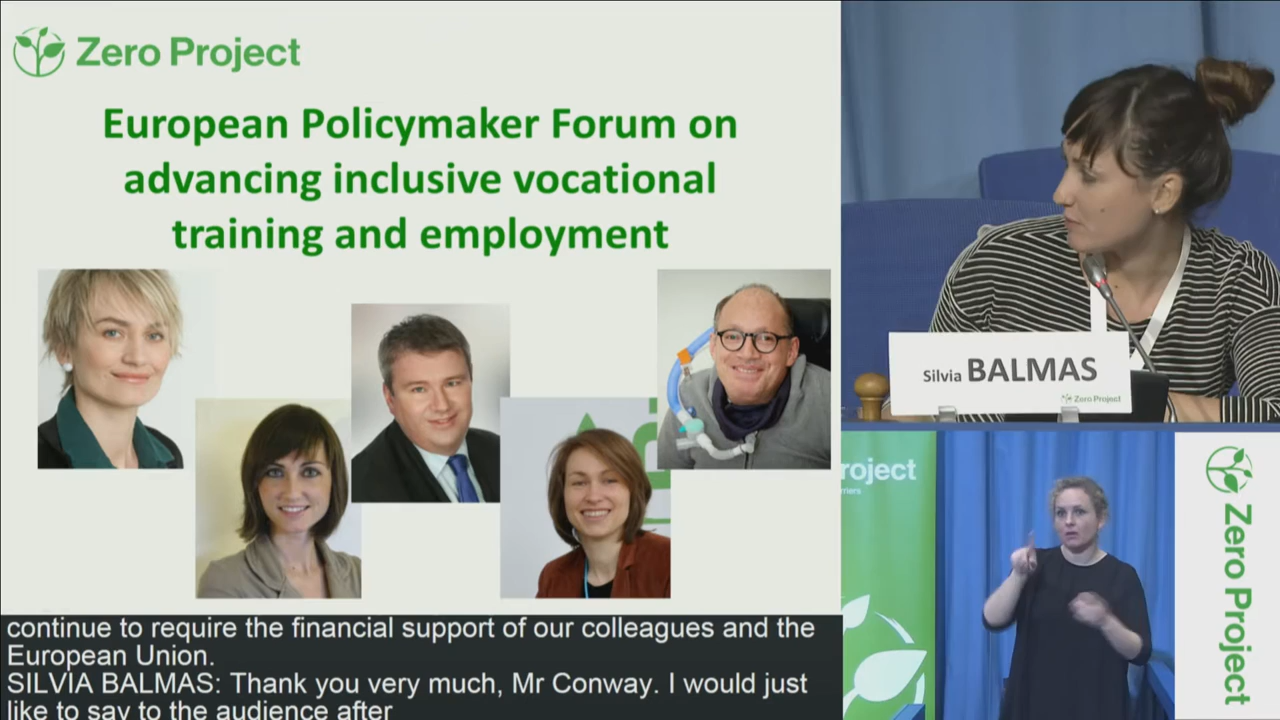 Zero Project
European Policymaker Forum on
advancing inclusive vocational
training and employment
Silvia BALMAS
Zero Project
roject
rriers
Zero Project
continue to require the financial support of our colleagues and the
European Union.
SILVIA BALMAS: Thank you very much, Mr Conway. I would just
like to say to the audience after